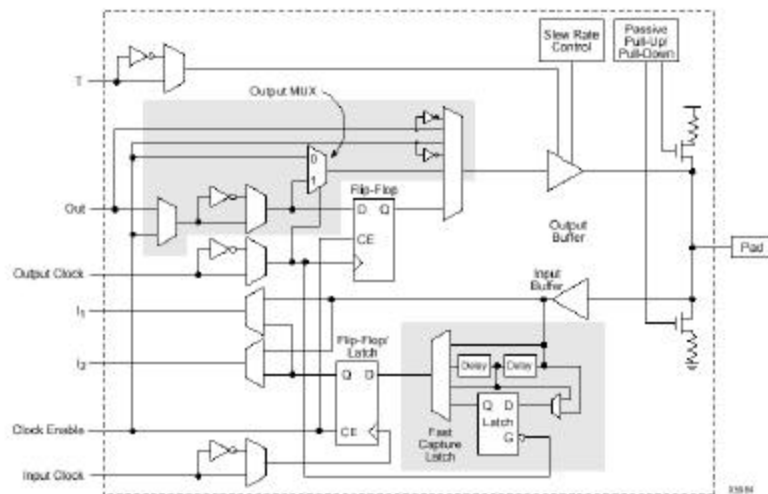 Slew Rate
Control
Passive
Pull-Up/
Pull-Down
T
Output MUX
0
1
Flip-Flop
Out
D Q
CE
Output
Buffer
Pad
Output Clock
Input
Buffer
I1
Flip-Flop/
Latch
I2
Delay
Delay
Q D
Q D
Latch
G
Fast
Capture
Latch
Clock Enable
CE
Input Clock